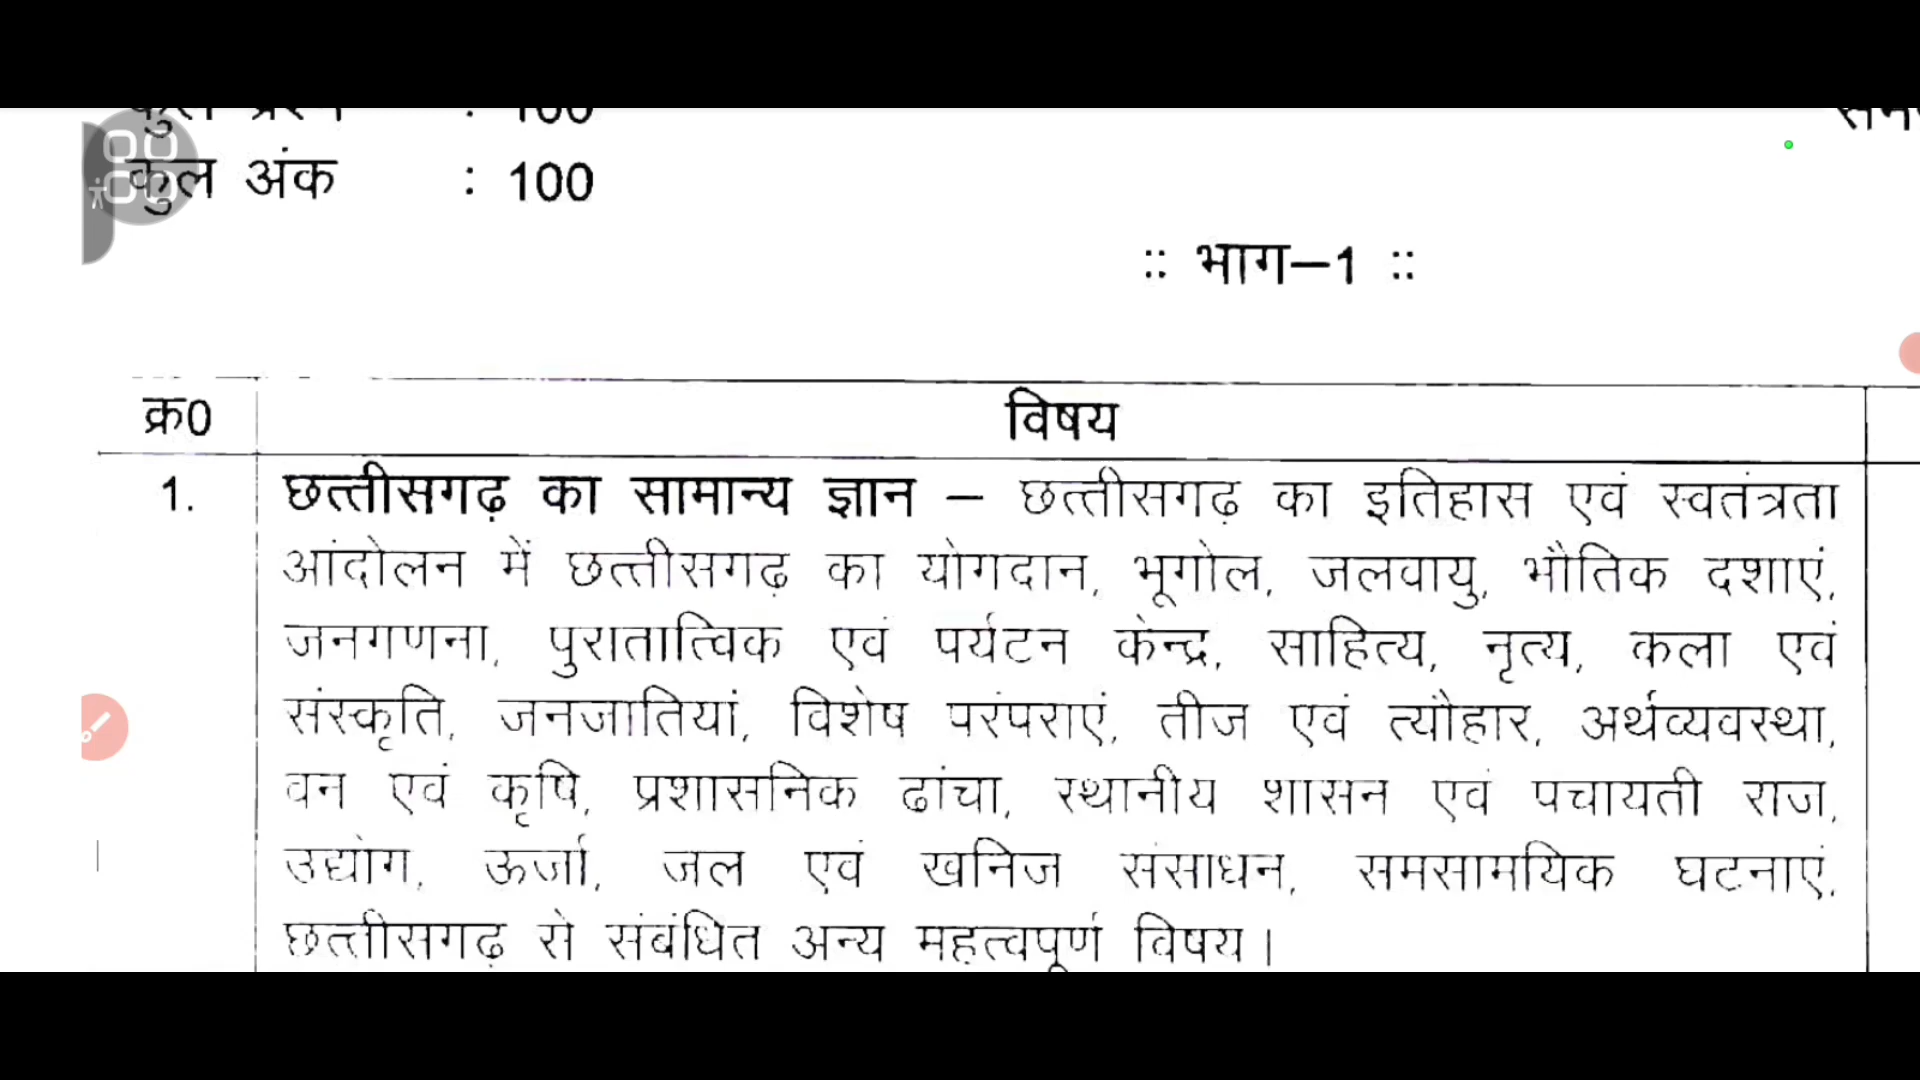 कुल प्रश्न : 100
कुल अंक : 100
:: भाग–1 ::
क्र0 विषय
1. छत्तीसगढ़ का सामान्य ज्ञान – छत्तीसगढ़ का इतिहास एवं स्वतंत्रता
आंदोलन में छत्तीसगढ़ का योगदान, भूगोल, जलवायु, भौतिक दशाएं,
जनगणना, पुरातात्विक एवं पर्यटन केन्द्र, साहित्य, नृत्य, कला एवं
संस्कृति, जनजातियां, विशेष परंपराएं, तीज एवं त्यौहार, अर्थव्यवस्था,
वन एवं कृषि, प्रशासनिक ढांचा, स्थानीय शासन एवं पंचायती राज,
उद्योग, ऊर्जा, जल एवं खनिज संसाधन, समसामयिक घटनाएं,
छत्तीसगढ़ से संबंधित अन्य महत्वपूर्ण विषय।